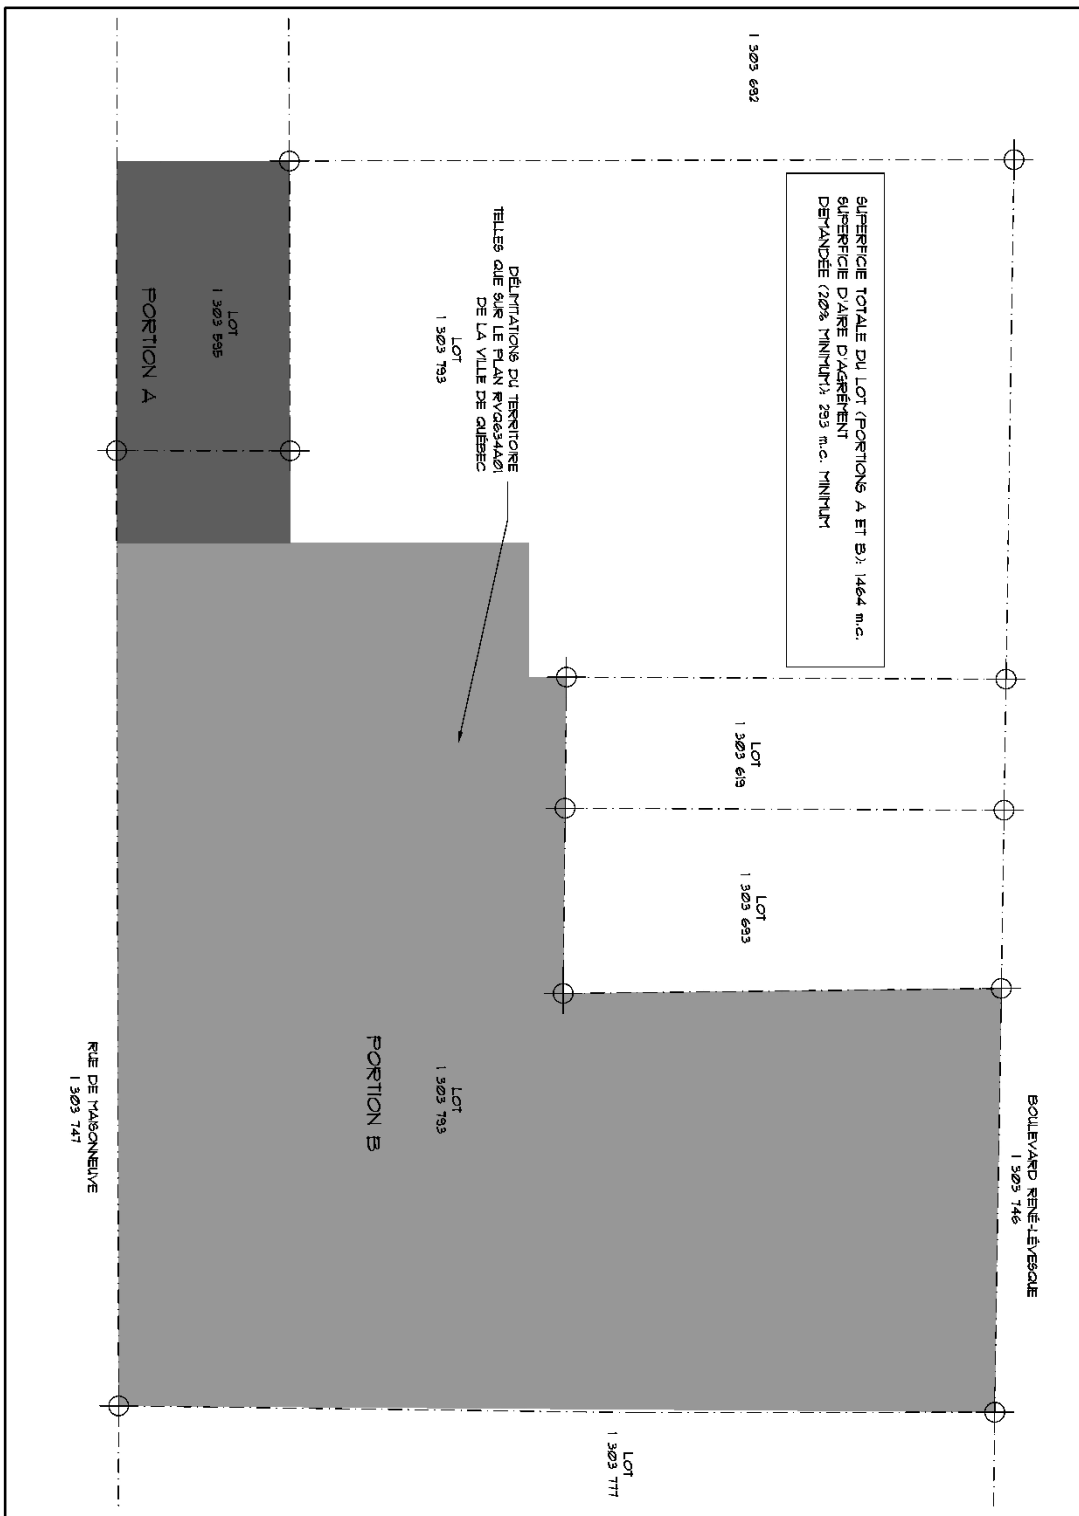 1 303 692
SUPERFICIE TOTALE DU LOT (PORTIONS A ET B): 1464 m.c.
SUPERFICIE D'AIRE D'AGRÉMENT
DEMANDÉE (20% MINIMUM): 293 m.c. MINIMUM
DÉLIMITATIONS DU TERRITOIRE
TELLES QUE SUR LE PLAN RVQ634A01
DE LA VILLE DE QUÉBEC
LOT
1 303 793
LOT
1 303 595
PORTION A
LOT
1 303 619
LOT
1 303 693
BOULEVARD RENÉ-LÉVESQUE
1 303 746
LOT
1 303 793
PORTION B
RUE DE MAISONNEUVE
1 303 747
LOT
1 303 777